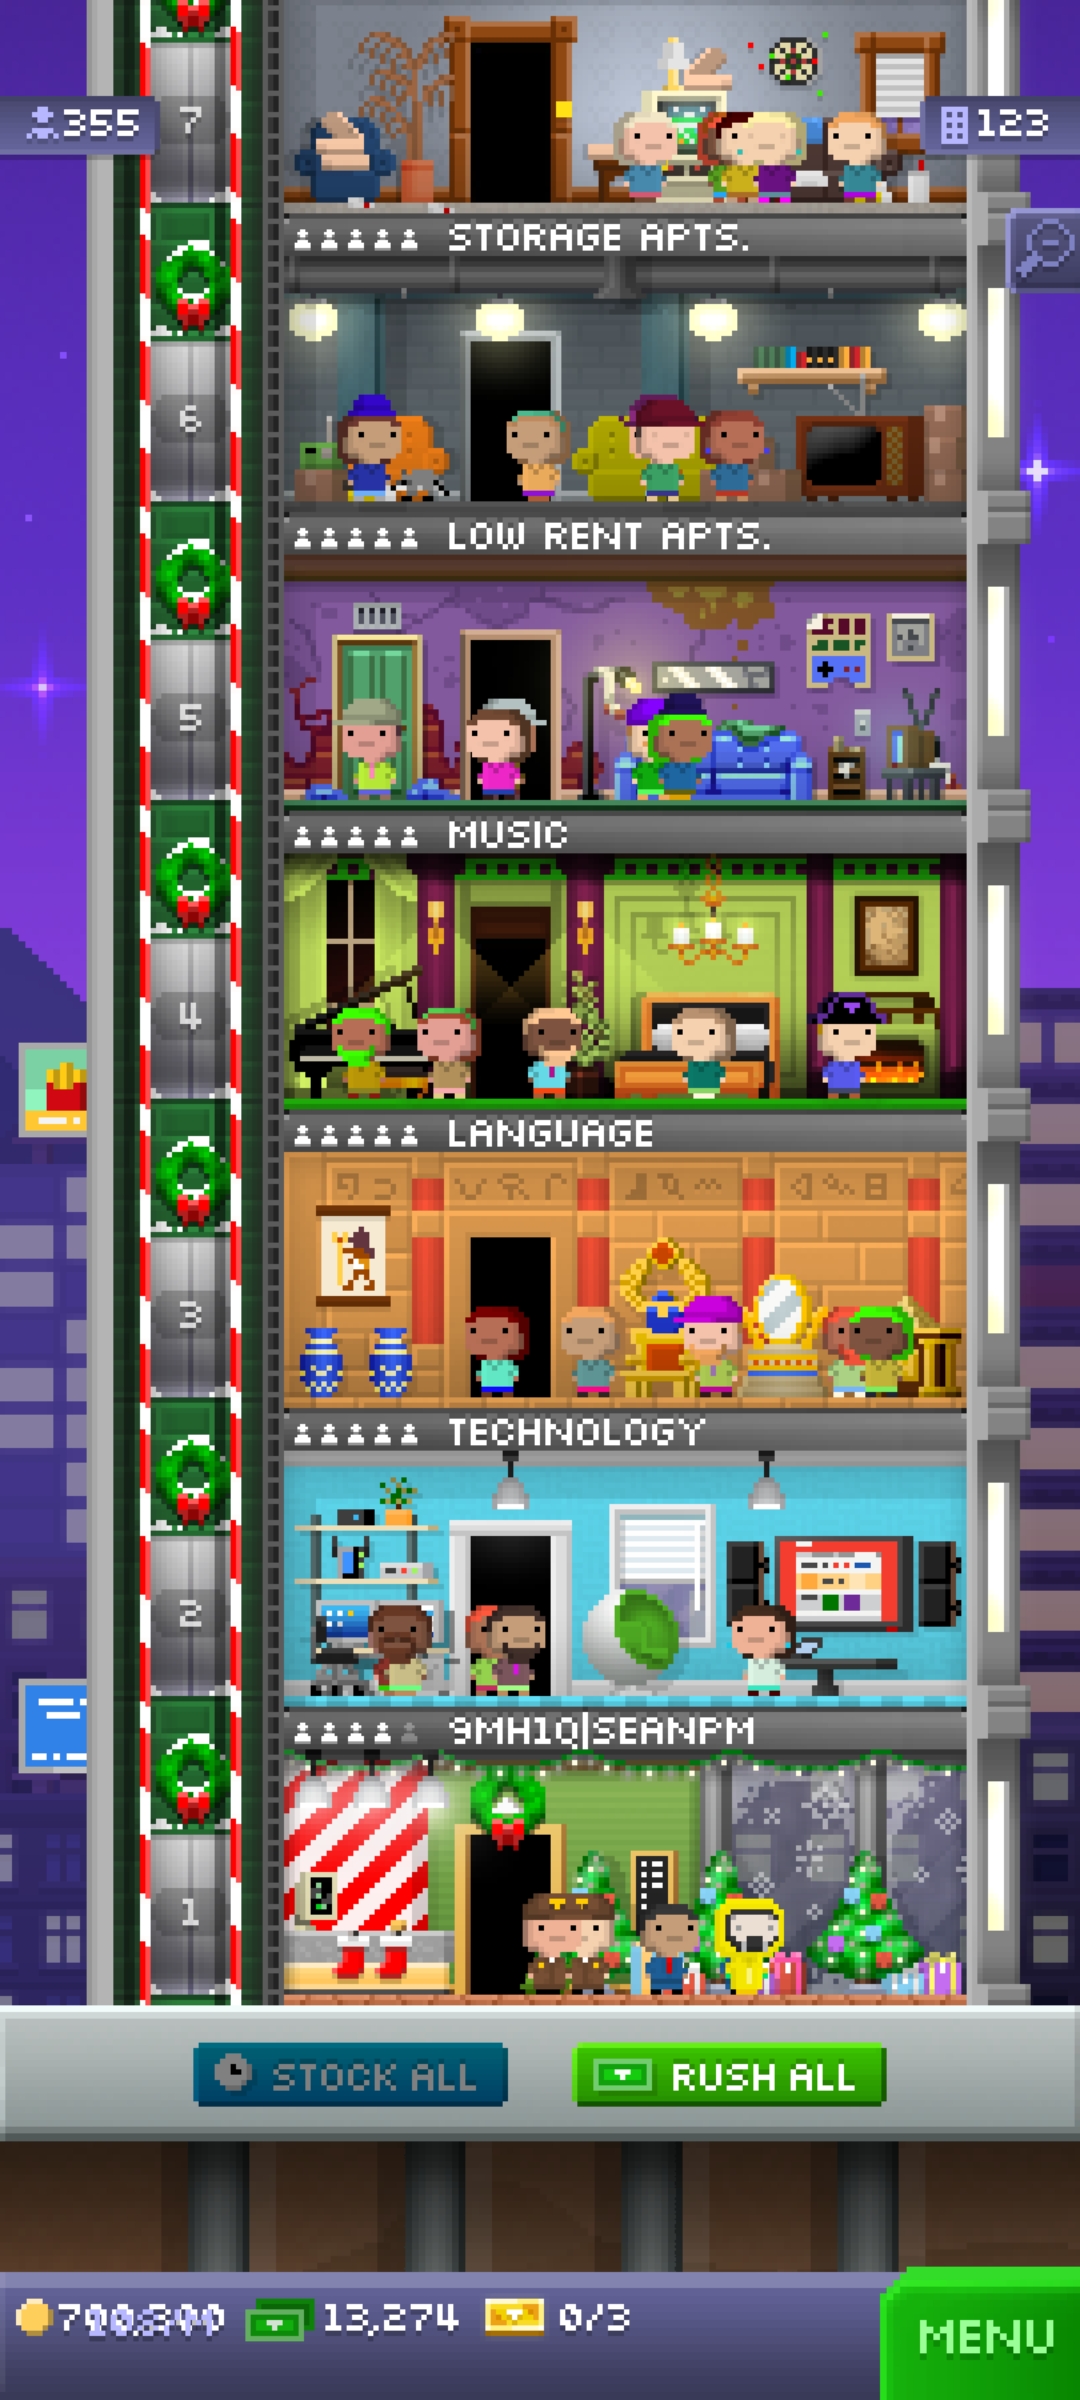 7
355
123
STORAGE APTS.
6
LOW RENT APTS.
5
MUSIC
4
LANGUAGE
3
TECHNOLOGY
2
9MH1Q|SEANPM
1
STOCK ALL
RUSH ALL
13,274
0/3
MENU